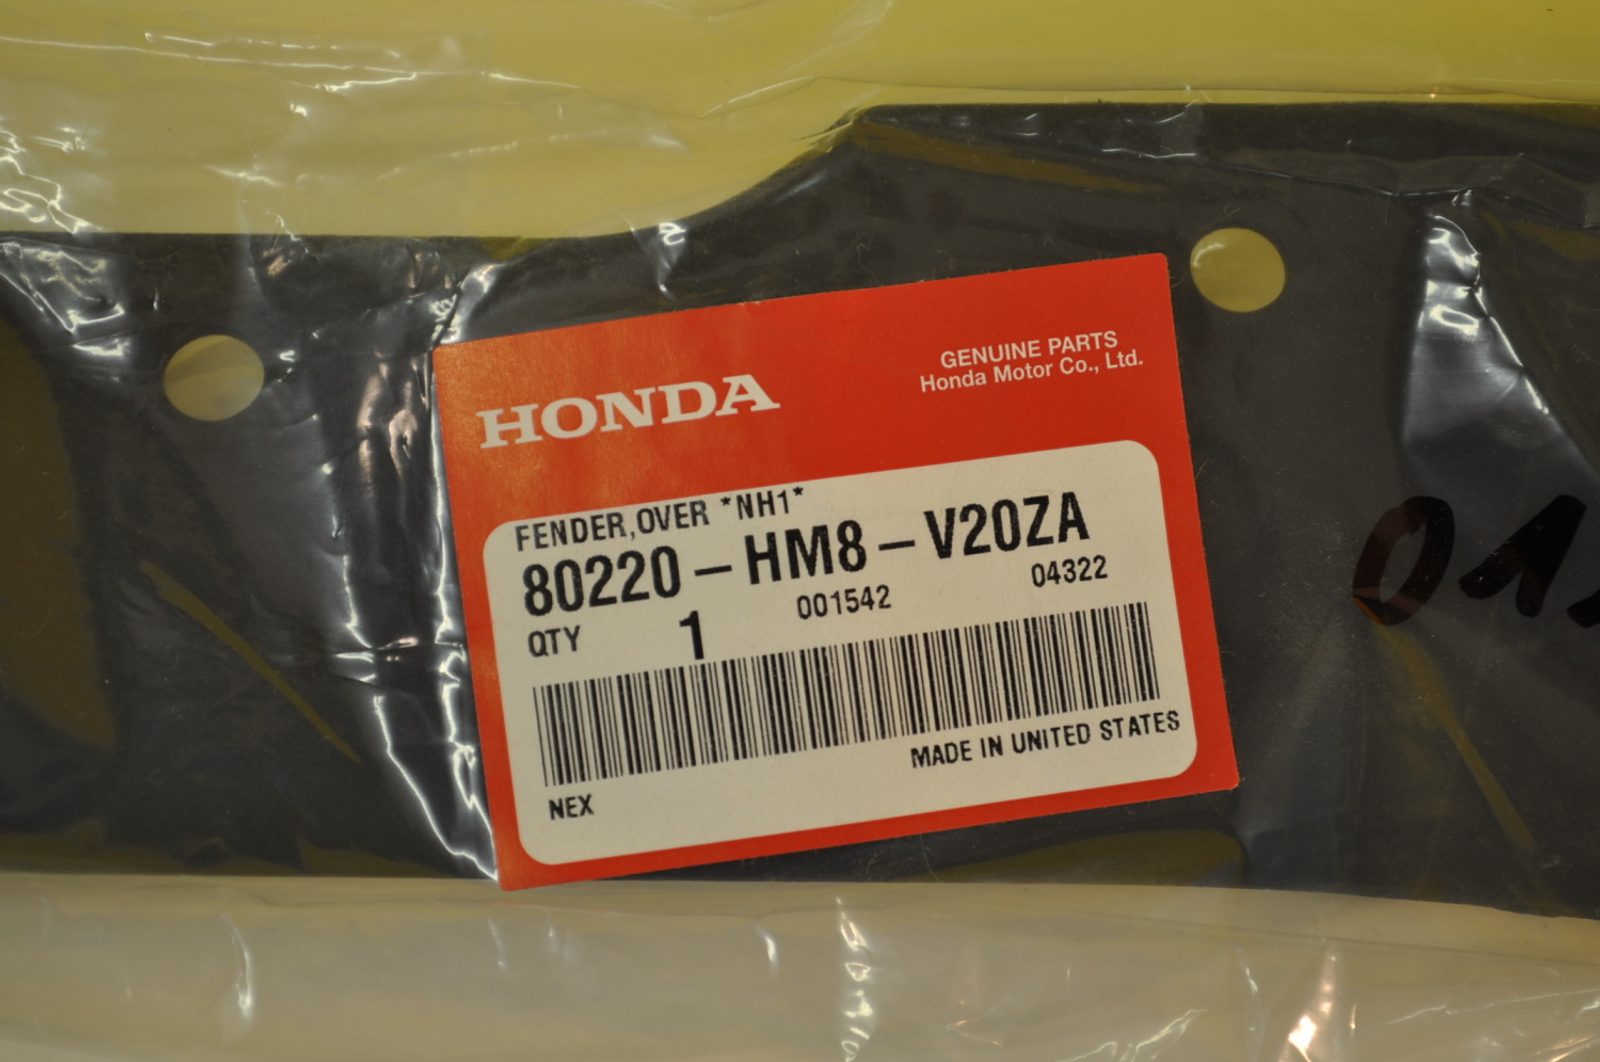 HONDA
GENUINE PARTS
Honda Motor Co., Ltd.
FENDER,OVER *NH1*
80220-HM8-V20ZA
QTY 1 001542 04322
MADE IN UNITED STATES
NEX